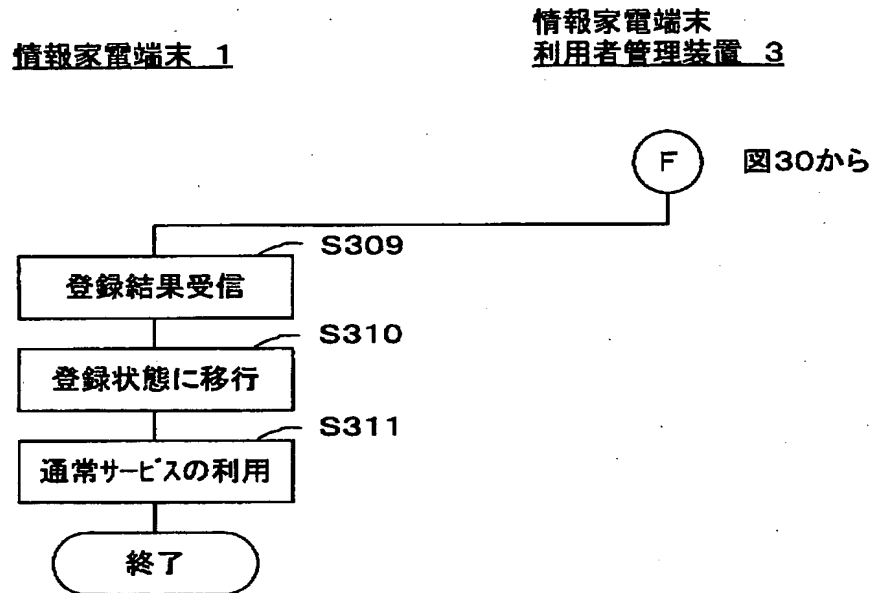 情報家電端末 1
情報家電端末
利用者管理装置 3
F
図30から
S309
登録結果受信
S310
登録状態に移行
S311
通常サービスの利用
終了